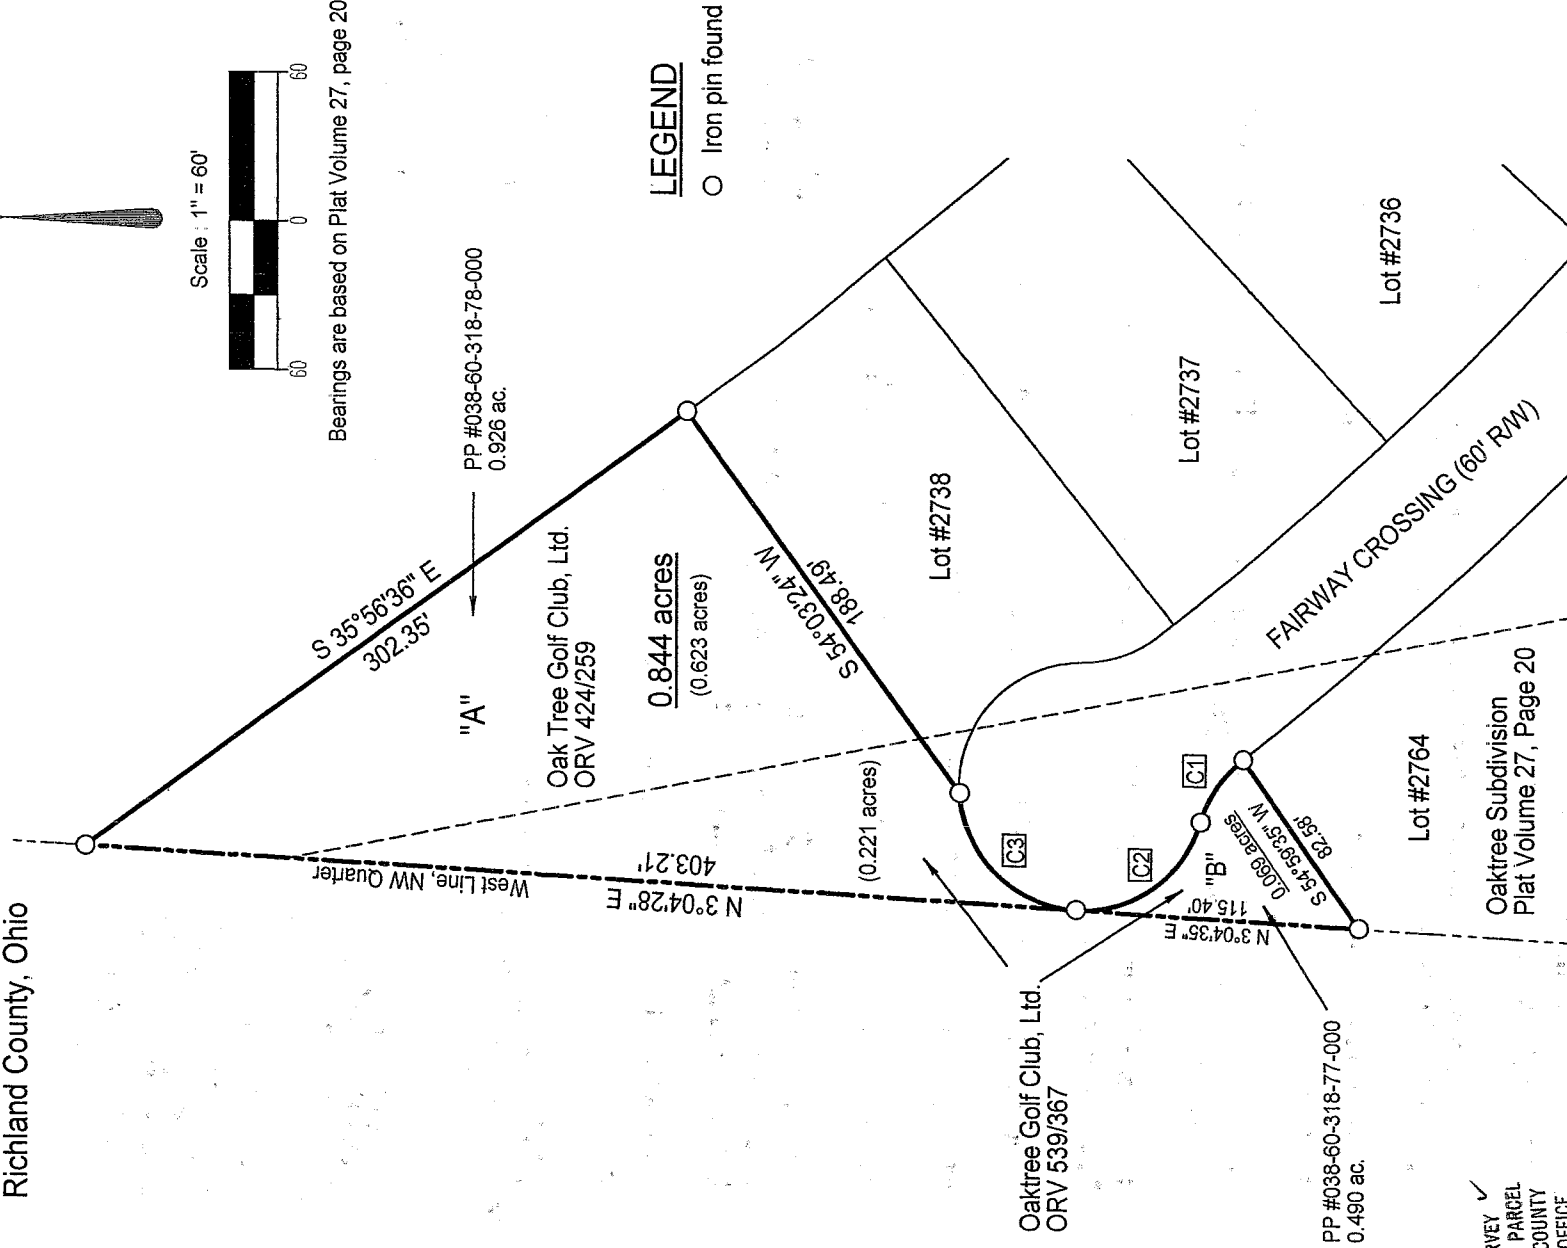 Richland County, Ohio
Scale : 1" = 60'
60
0
60
Bearings are based on Plat Volume 27, page 20
LEGEND
Iron pin found
PP #038-60-318-78-000
0.926 ac.
S 35°56'36" E
302.35'
"A"
Oak Tree Golf Club, Ltd.
ORV 424/259
0.844 acres
(0.623 acres)
S 54°03'24" W
188.49'
West Line, NW Quarter
N 3°04'28" E
403.21'
(0.221 acres)
C3
C2
C1
"B"
0.069 acres
S 54°59'35" W
82.58'
N 3°04'35" E
115.40'
Lot #2738
Lot #2737
Lot #2736
FAIRWAY CROSSING (60' R/W)
Lot #2764
Oaktree Subdivision
Plat Volume 27, Page 20
Oaktree Golf Club, Ltd.
ORV 539/367
PP #038-60-318-77-000
0.490 ac.
RVEY ✓
PARCEL
COUNTY
OFFICE